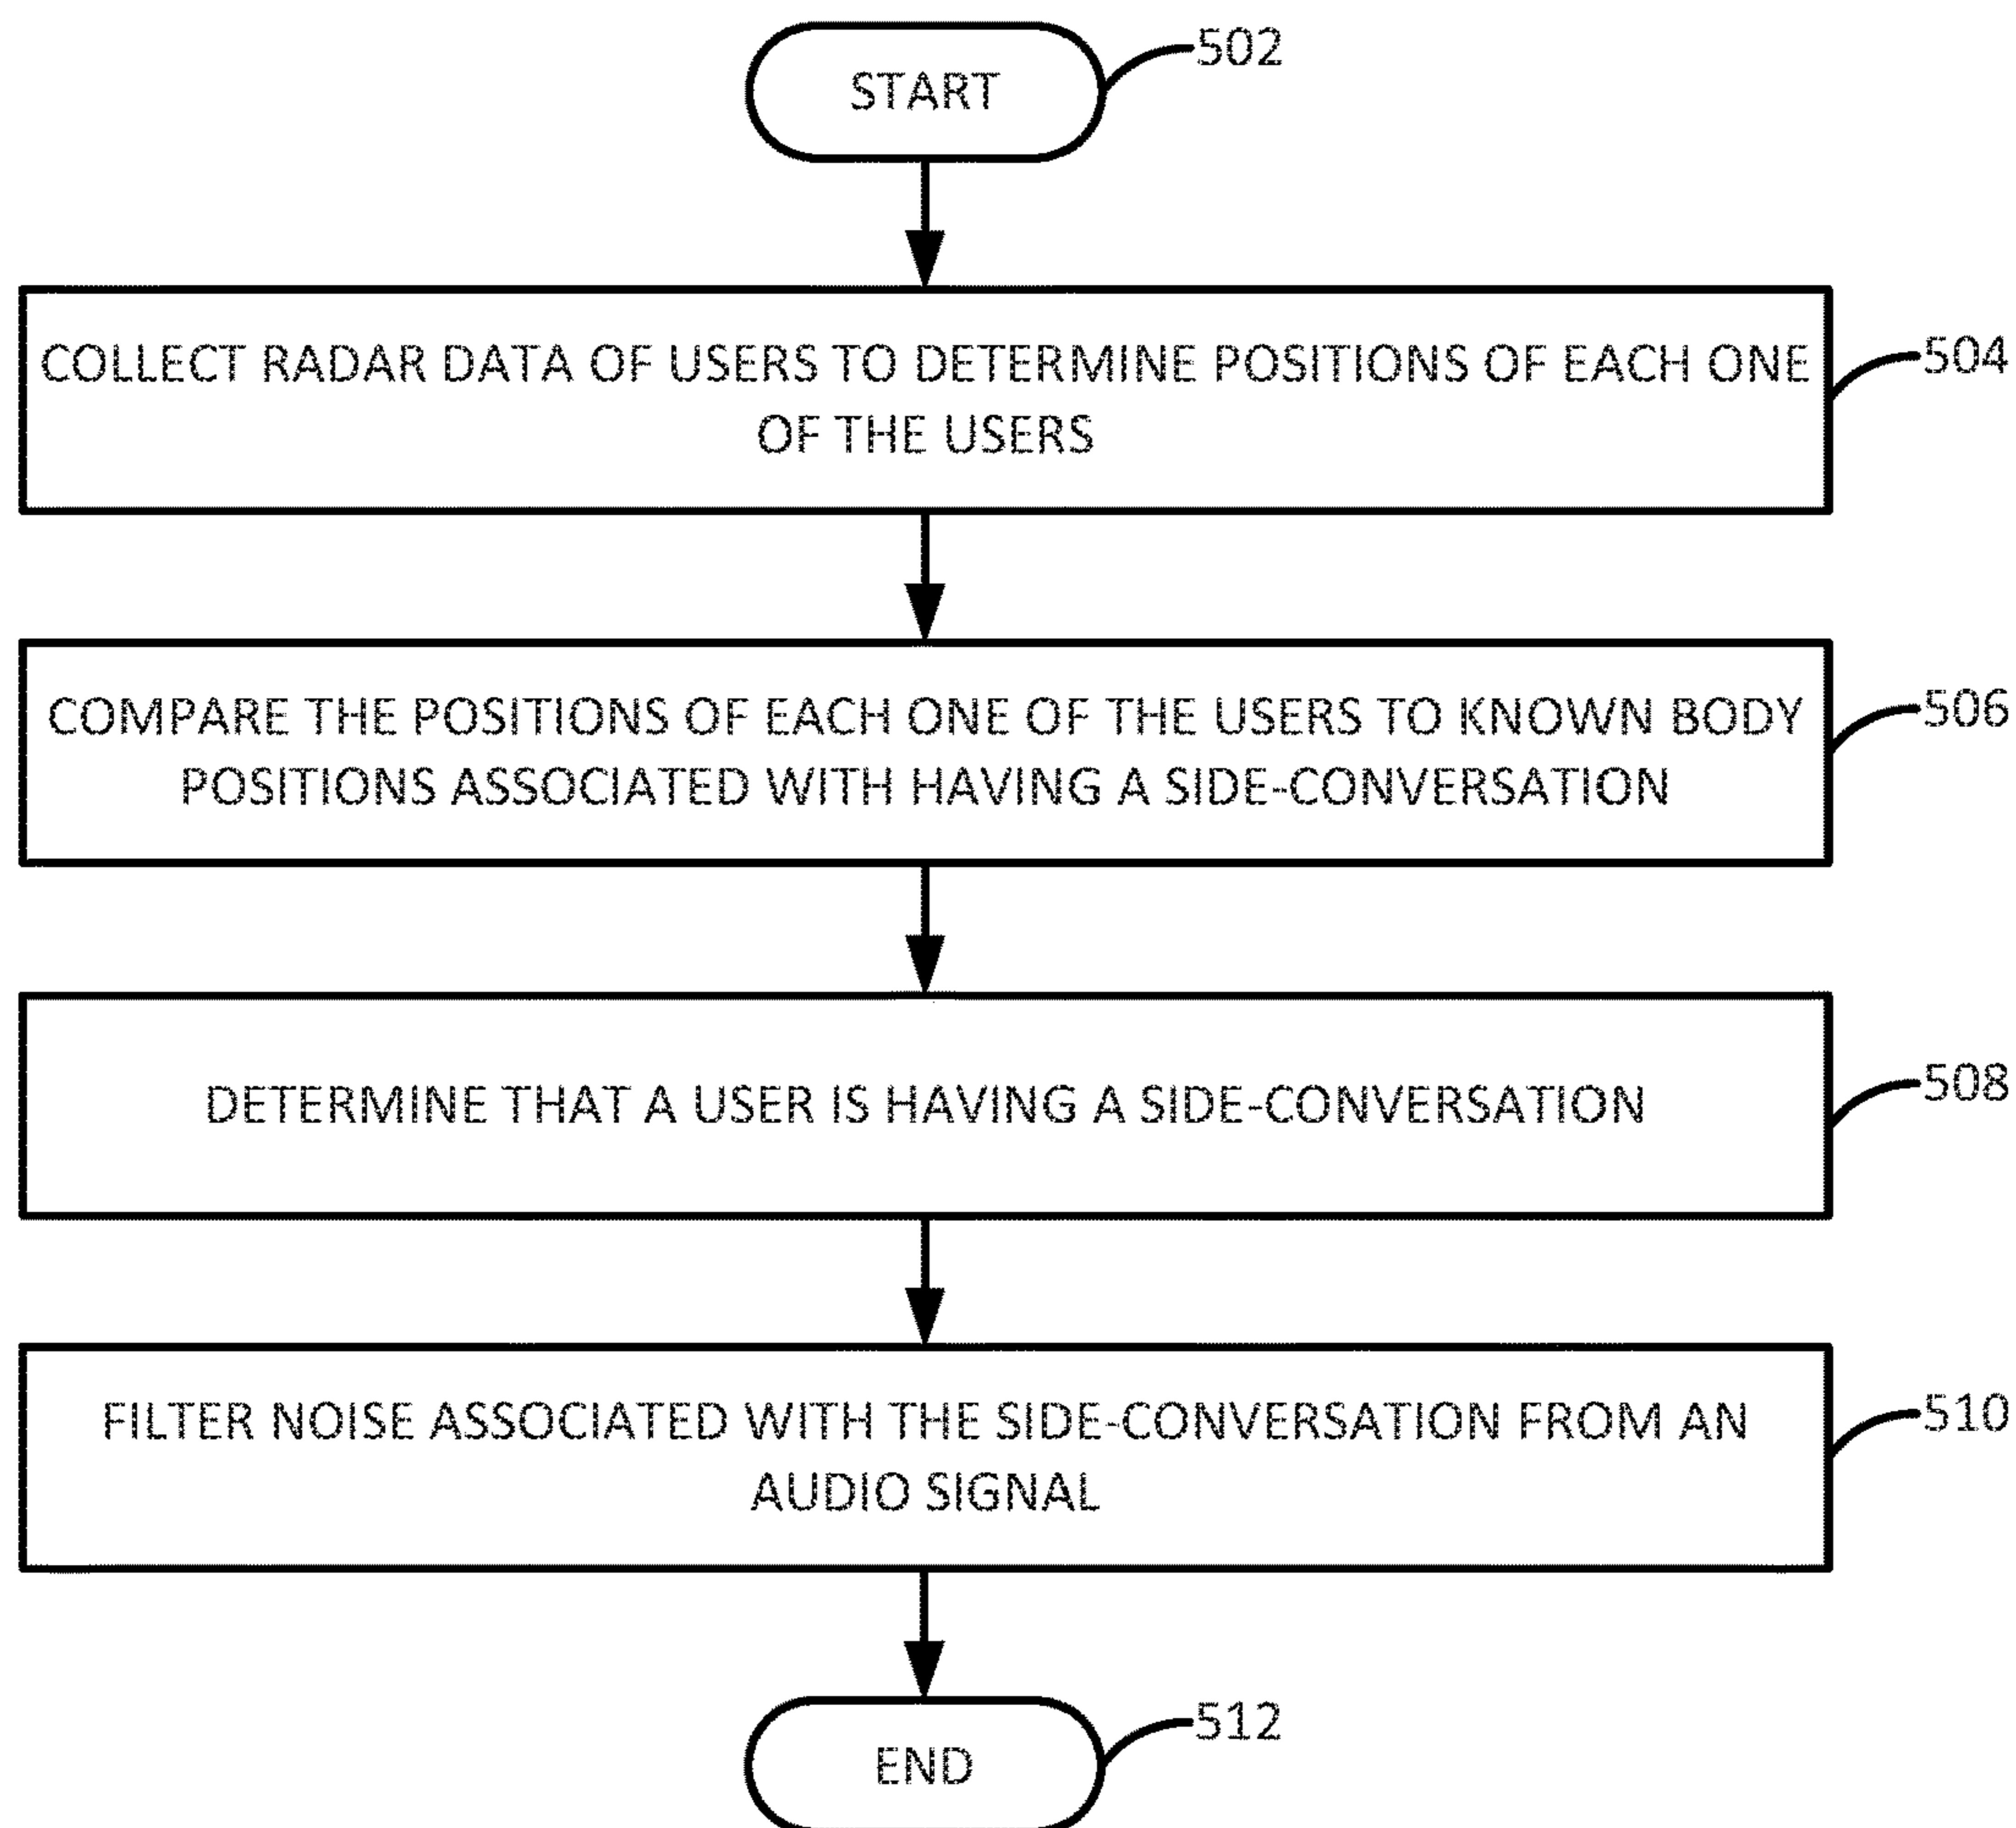 START
502
COLLECT RADAR DATA OF USERS TO DETERMINE POSITIONS OF EACH ONE
OF THE USERS
504
COMPARE THE POSITIONS OF EACH ONE OF THE USERS TO KNOWN BODY
POSITIONS ASSOCIATED WITH HAVING A SIDE-CONVERSATION
506
DETERMINE THAT A USER IS HAVING A SIDE-CONVERSATION
508
FILTER NOISE ASSOCIATED WITH THE SIDE-CONVERSATION FROM AN
AUDIO SIGNAL
510
END
512